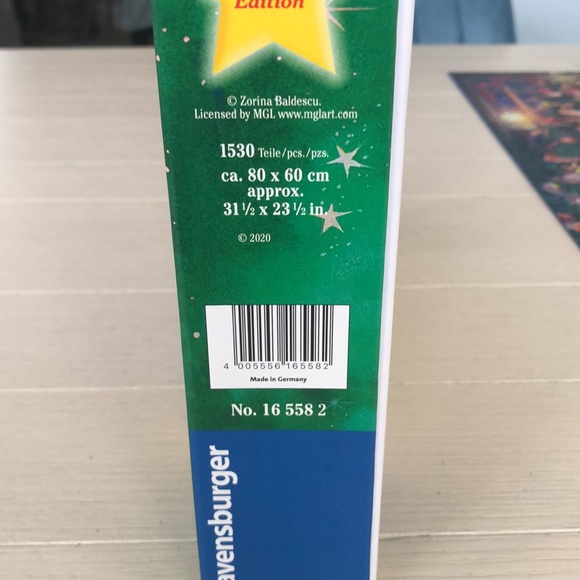 Edition
© Zorina Baldescu.
Licensed by MGL www.mglart.com
1530 Teile/pcs./pzs.
ca. 80 x 60 cm
approx.
31 ½ x 23 ½ in.
© 2020
4 005556 165582
Made in Germany
No. 16 558 2
avensburger